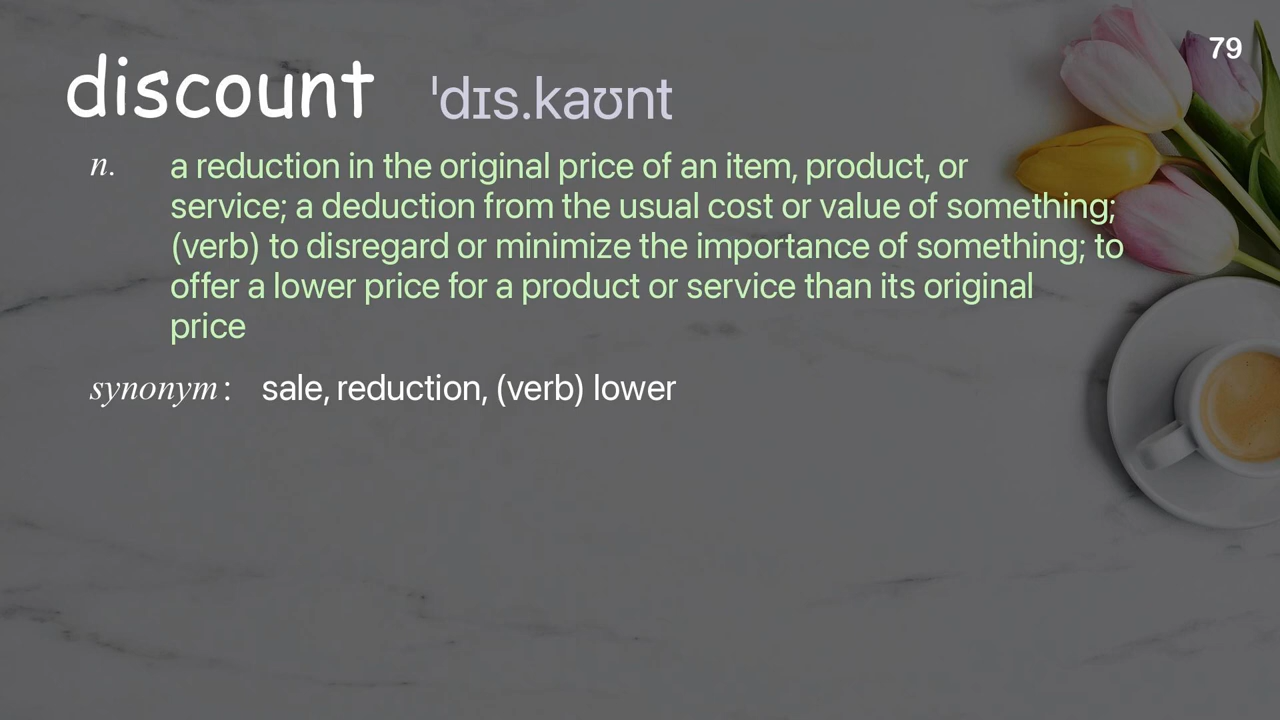 79
discount ˈdɪs.kaʊnt
n. a reduction in the original price of an item, product, or
service; a deduction from the usual cost or value of something;
(verb) to disregard or minimize the importance of something; to
offer a lower price for a product or service than its original
price
synonym: sale, reduction, (verb) lower